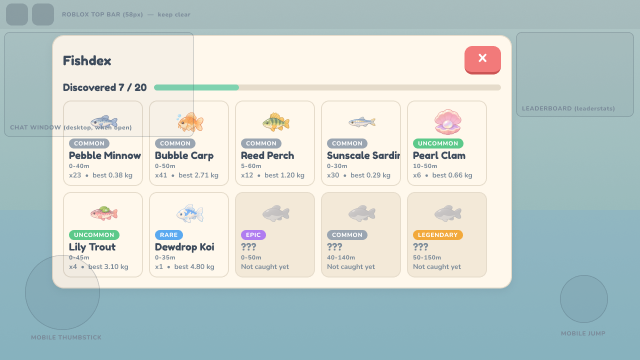 ROBLOX TOP BAR (58px) — keep clear
Fishdex
X
Discovered 7 / 20
CHAT WINDOW (desktop, when open)
LEADERBOARD (leaderstats)
COMMON
Pebble Minnow
0-40m
x23 • best 0.38 kg
COMMON
Bubble Carp
0-50m
x41 • best 2.71 kg
COMMON
Reed Perch
5-60m
x12 • best 1.20 kg
COMMON
Sunscale Sardin
0-30m
x30 • best 0.29 kg
UNCOMMON
Pearl Clam
10-50m
x6 • best 0.66 kg
UNCOMMON
Lily Trout
0-45m
x4 • best 3.10 kg
RARE
Dewdrop Koi
0-35m
x1 • best 4.80 kg
EPIC
???
0-50m
Not caught yet
COMMON
???
40-140m
Not caught yet
LEGENDARY
???
50-150m
Not caught yet
MOBILE THUMBSTICK
MOBILE JUMP